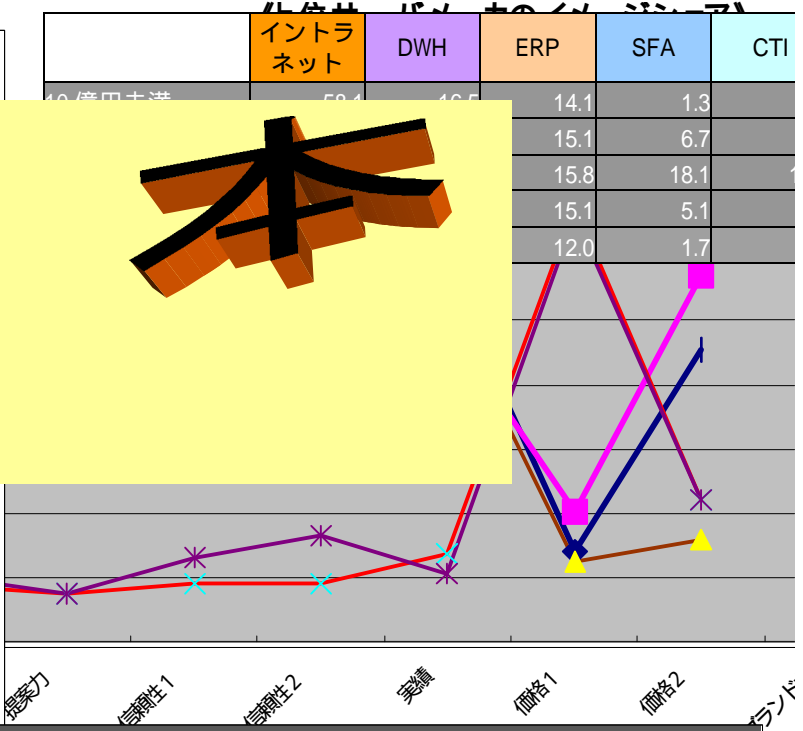 イントラ
ネット
DWH
ERP
SFA
CTI
14.1
1.3
15.1
6.7
15.8
18.1
15.1
5.1
12.0
1.7
本
提案力
信頼性1
信頼性2
実績
価格1
価格2